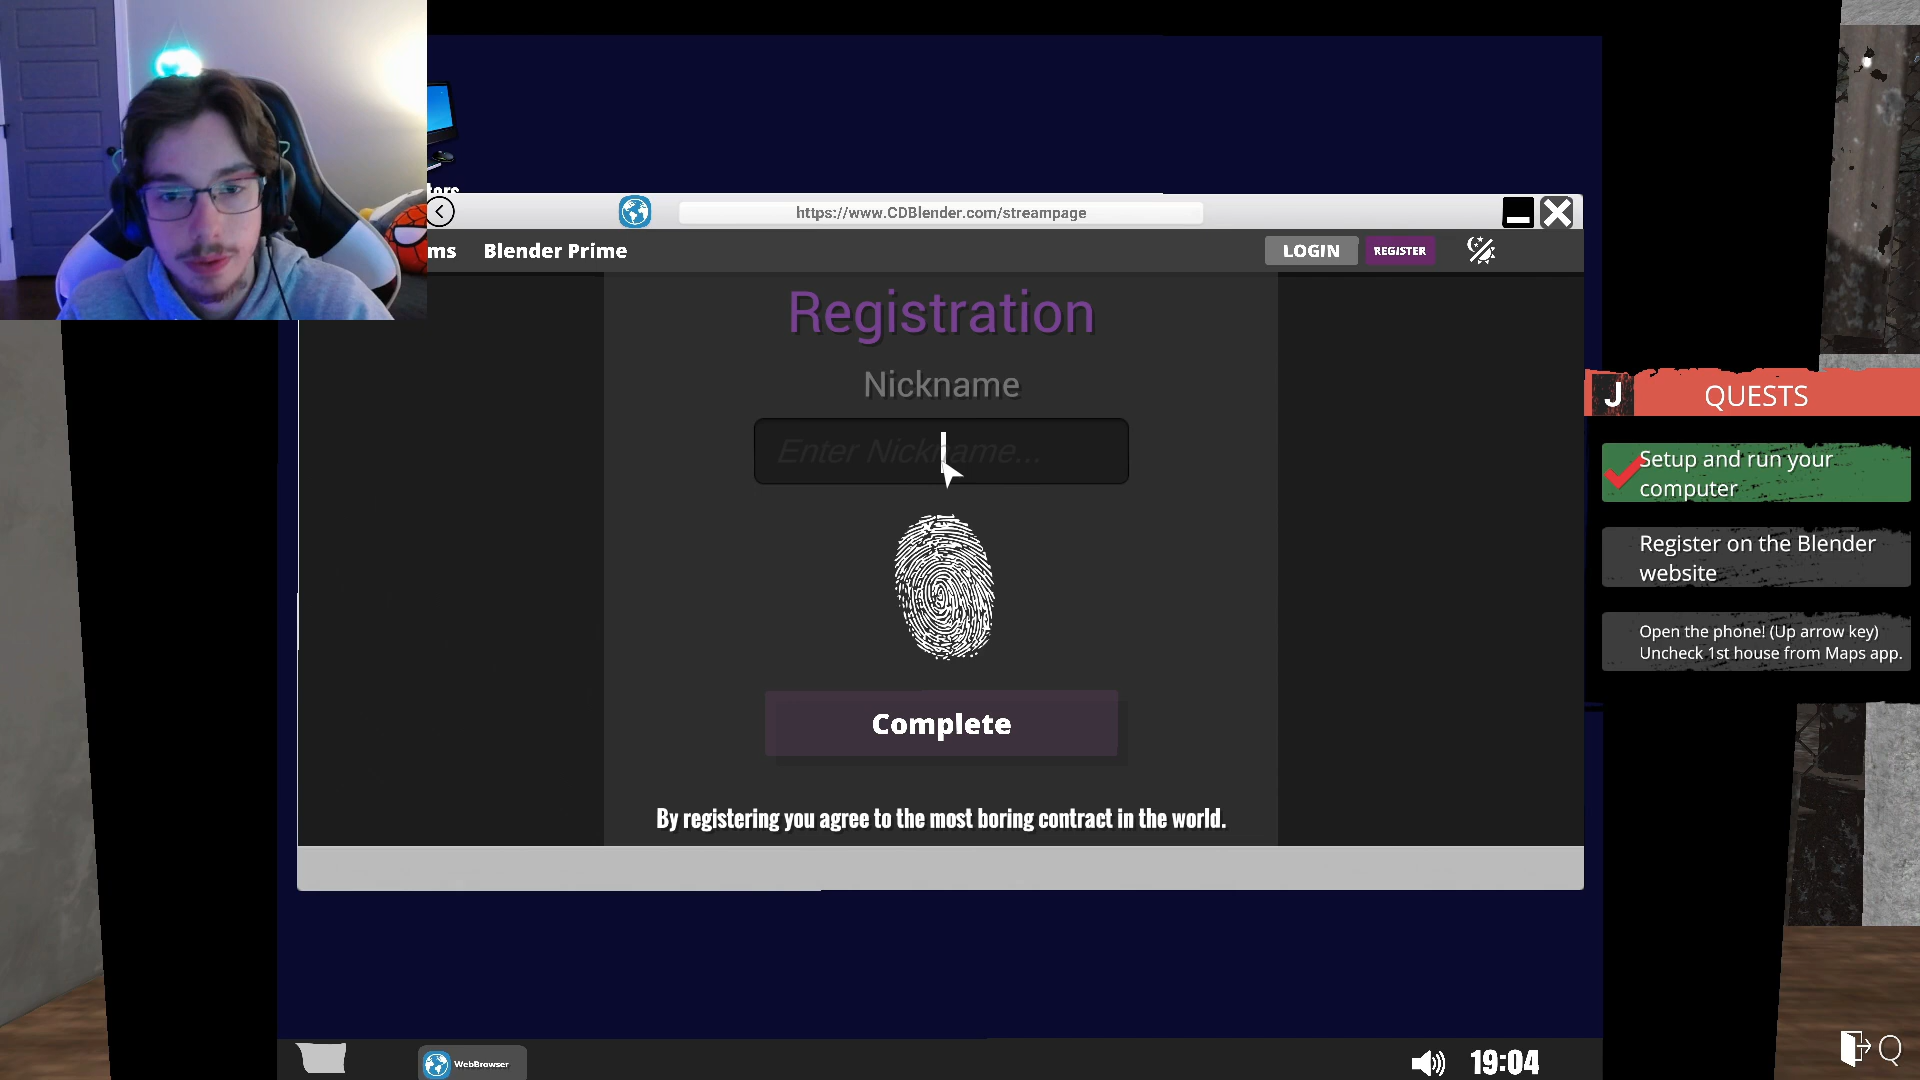 https://www.CDBlender.com/streampage
ms
Blender Prime
LOGIN
REGISTER
Registration
Nickname
Enter Nickname...
Complete
By registering you agree to the most boring contract in the world.
J
QUESTS
Setup and run your
computer
Register on the Blender
website
Open the phone! (Up arrow key)
Uncheck 1st house from Maps app.
WebBrowser
19:04
Q